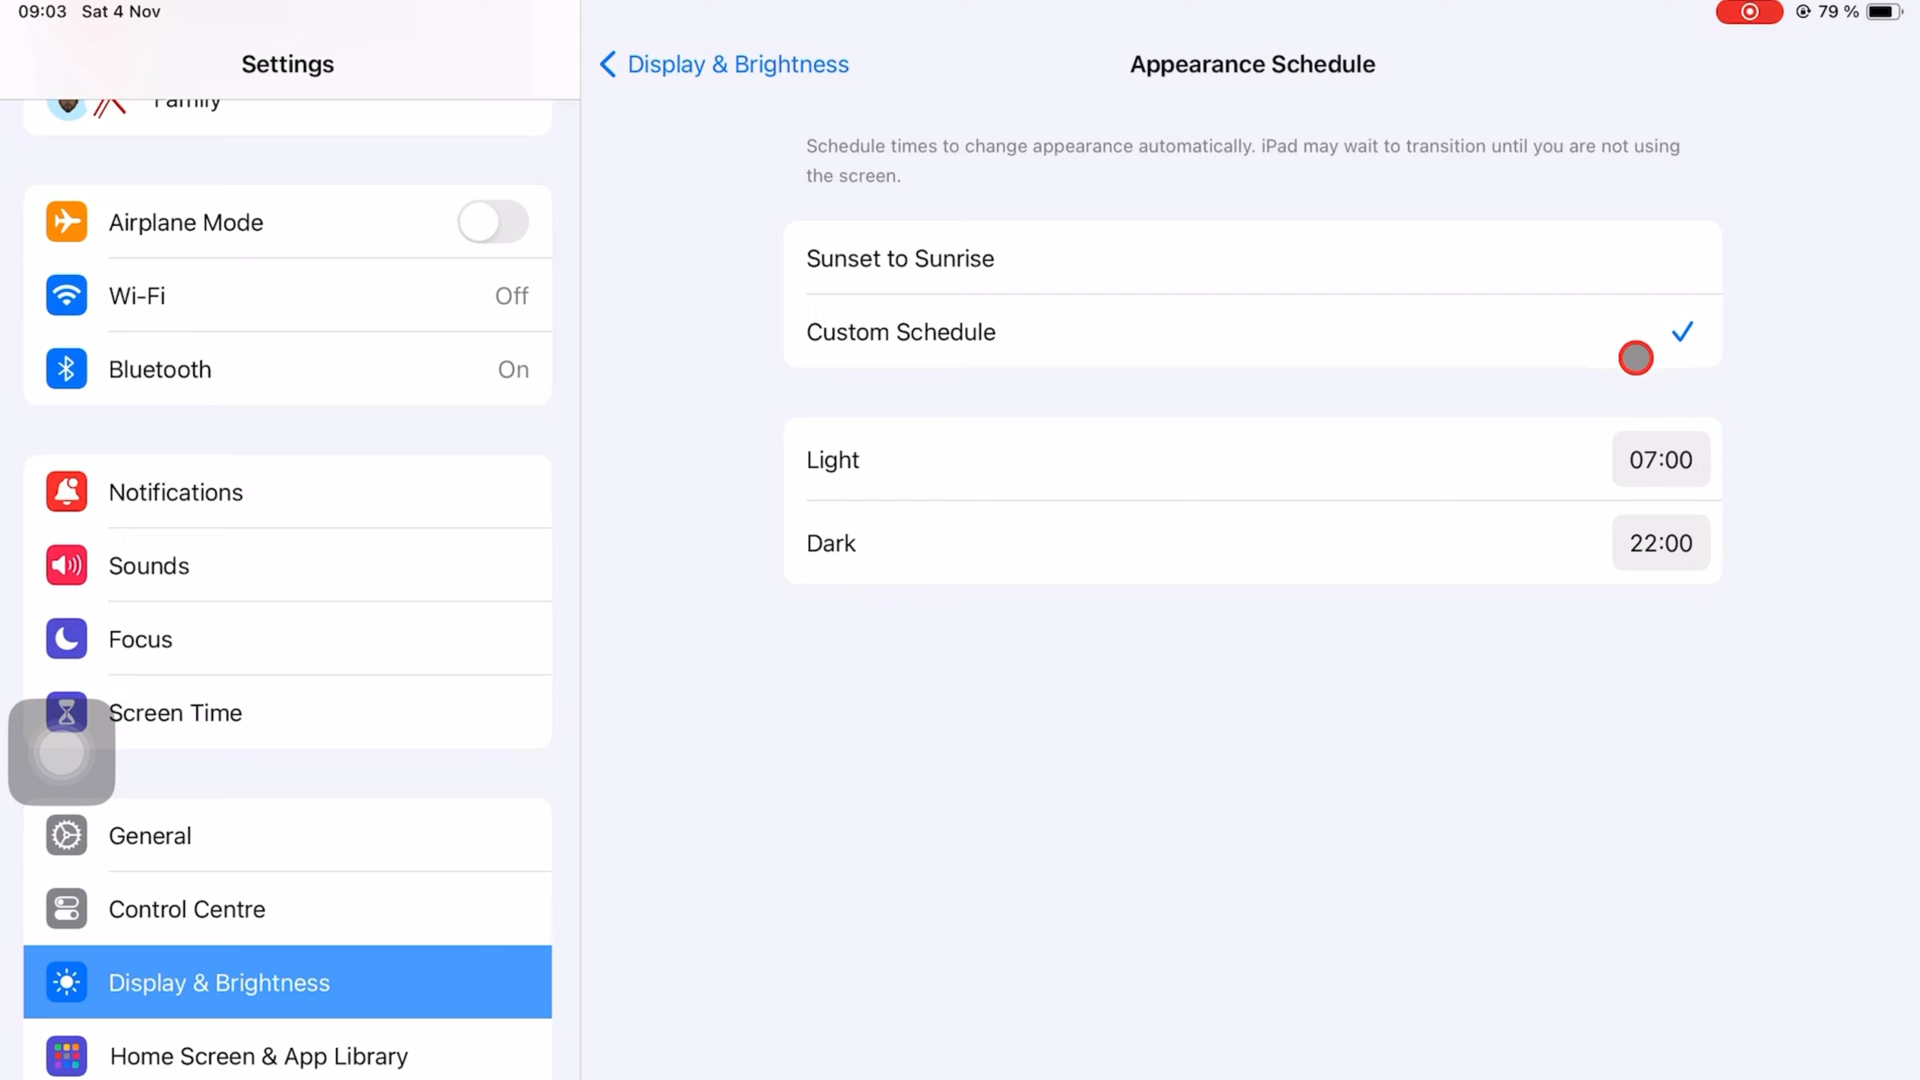 09:03 Sat 4 Nov
79 %
Settings
Display & Brightness
Appearance Schedule
Family
Schedule times to change appearance automatically. iPad may wait to transition until you are not using
the screen.
Airplane Mode
Sunset to Sunrise
Wi-Fi Off
Custom Schedule
Bluetooth On
Light 07:00
Notifications
Dark 22:00
Sounds
Focus
Screen Time
General
Control Centre
Display & Brightness
Home Screen & App Library